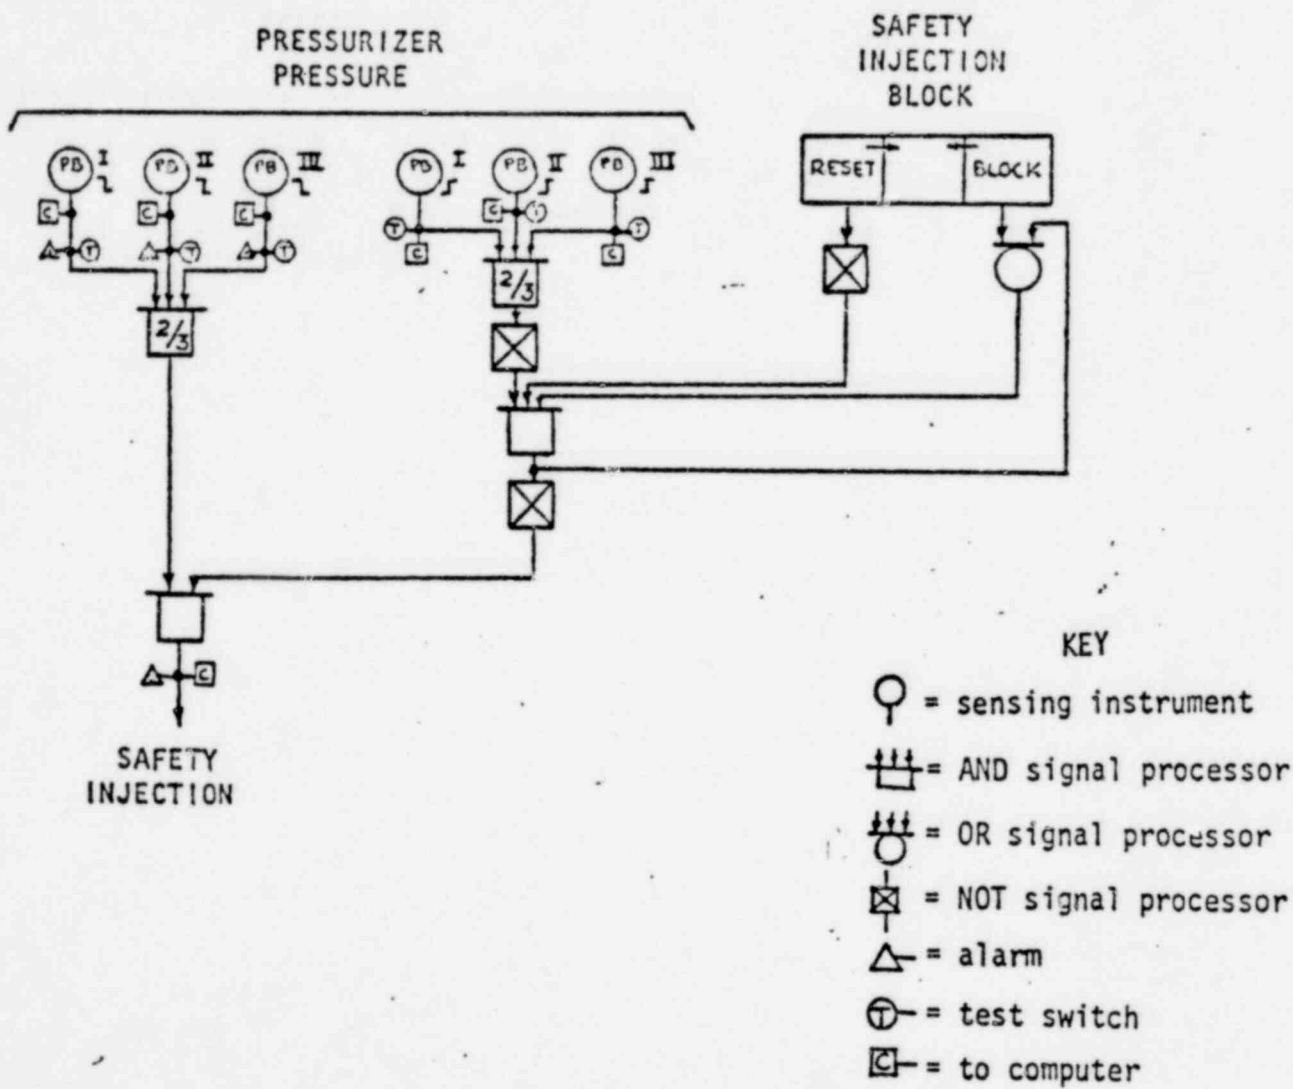 PRESSURIZER
PRESSURE
SAFETY
INJECTION
BLOCK
PB I
PB II
PB III
PB I
PB II
PB III
RESET
BLOCK
C
C
C
T
T
T
T
C
C
C
2/3
2/3
C
SAFETY
INJECTION
KEY
= sensing instrument
= AND signal processor
= OR signal processor
= NOT signal processor
= alarm
T = test switch
C = to computer